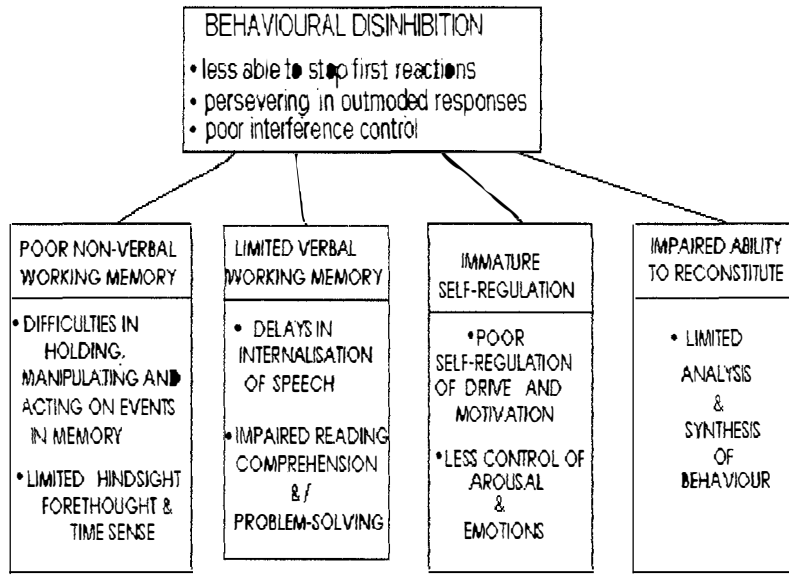 BEHAVIOURAL DISINHIBITION
• less able to stop first reactions
• persevering in outmoded responses
• poor interference control
POOR NON-VERBAL
WORKING MEMORY
• DIFFICULTIES IN
HOLDING,
MANIPULATING AND
ACTING ON EVENTS
IN MEMORY
• LIMITED HINDSIGHT
FORETHOUGHT &
TIME SENSE
LIMITED VERBAL
WORKING MEMORY
• DELAYS IN
INTERNALISATION
OF SPEECH
• IMPAIRED READING
COMPREHENSION
& /
PROBLEM-SOLVING
IMMATURE
SELF-REGULATION
• POOR
SELF-REGULATION
OF DRIVE AND
MOTIVATION
• LESS CONTROL OF
AROUSAL
&
EMOTIONS
IMPAIRED ABILITY
TO RECONSTITUTE
• LIMITED
ANALYSIS
&
SYNTHESIS
OF
BEHAVIOUR